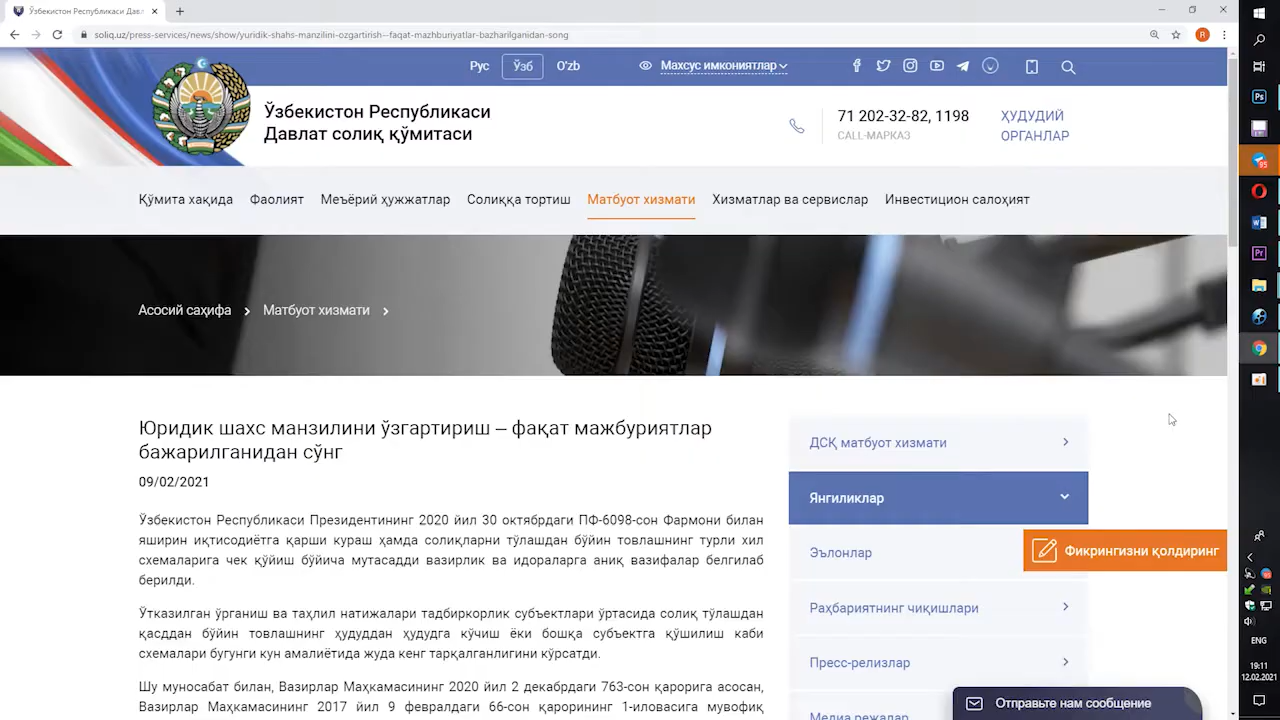 Ўзбекистон Республикаси Дав
soliq.uz/press-services/news/show/yuridik-shahs-manzilini-ozgartirish--faqat-mazhburiyatlar-bazharilganidan-song
R
Рус Ўзб O'zb Махсус имкониятлар
Ўзбекистон Республикаси
Давлат солиқ қўмитаси
71 202-32-82, 1198
CALL-МАРКАЗ
ҲУДУДИЙ
ОРГАНЛАР
Қўмита ҳақида Фаолият Меъёрий ҳужжатлар Солиққа тортиш Матбуот хизмати Хизматлар ва сервислар Инвестицион салоҳият
Асосий саҳифа Матбуот хизмати
Юридик шахс манзилини ўзгартириш – фақат мажбуриятлар
бажарилганидан сўнг
09/02/2021
Ўзбекистон Республикаси Президентининг 2020 йил 30 октябрдаги ПФ-6098-сон Фармони билан
яширин иқтисодиётга қарши кураш ҳамда солиқларни тўлашдан бўйин товлашнинг турли хил
схемаларига чек қўйиш бўйича мутасадди вазирлик ва идораларга аниқ вазифалар белгилаб
берилди.
Ўтказилган ўрганиш ва таҳлил натижалари тадбиркорлик субъектлари ўртасида солиқ тўлашдан
қасддан бўйин товлашнинг ҳудуддан ҳудудга кўчиш ёки бошқа субъектга қўшилиш каби
схемалари бугунги кун амалиётида жуда кенг тарқалганлигини кўрсатди.
Шу муносабат билан, Вазирлар Маҳкамасининг 2020 йил 2 декабрдаги 763-сон қарорига асосан,
Вазирлар Маҳкамасининг 2017 йил 9 февралдаги 66-сон қарорининг 1-иловасига мувофиқ
ДСҚ матбуот хизмати
Янгиликлар
Эълонлар
Раҳбариятнинг чиқишлари
Пресс-релизлар
Медиа режалар
Фикрингизни қолдиринг
Отправьте нам сообщение
Ps
95
W
Pr
ENG
19:11
12.02.2021